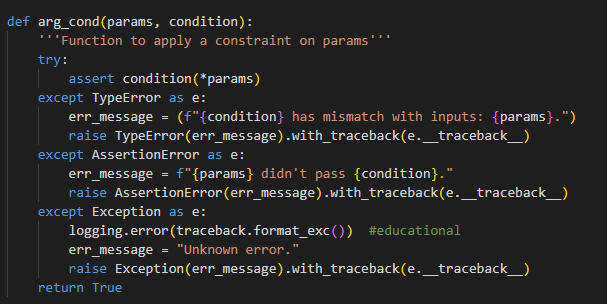 def arg_cond(params, condition):
    '''Function to apply a constraint on params'''
    try:
        assert condition(*params)
    except TypeError as e:
        err_message = (f"{condition} has mismatch with inputs: {params}.")
        raise TypeError(err_message).with_traceback(e.__traceback__)
    except AssertionError as e:
        err_message = f"{params} didn't pass {condition}."
        raise AssertionError(err_message).with_traceback(e.__traceback__)
    except Exception as e:
        logging.error(traceback.format_exc())  #educational
        err_message = "Unknown error."
        raise Exception(err_message).with_traceback(e.__traceback__)
    return True